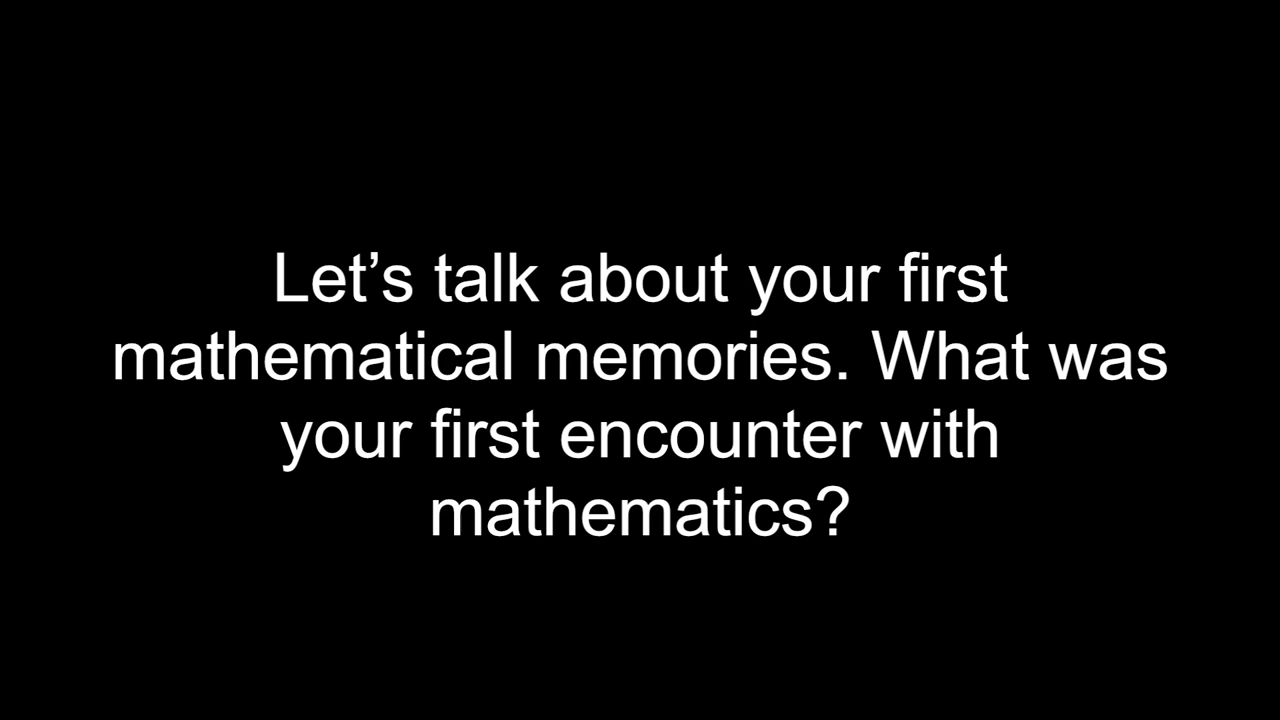 Let’s talk about your first
mathematical memories. What was
your first encounter with
mathematics?